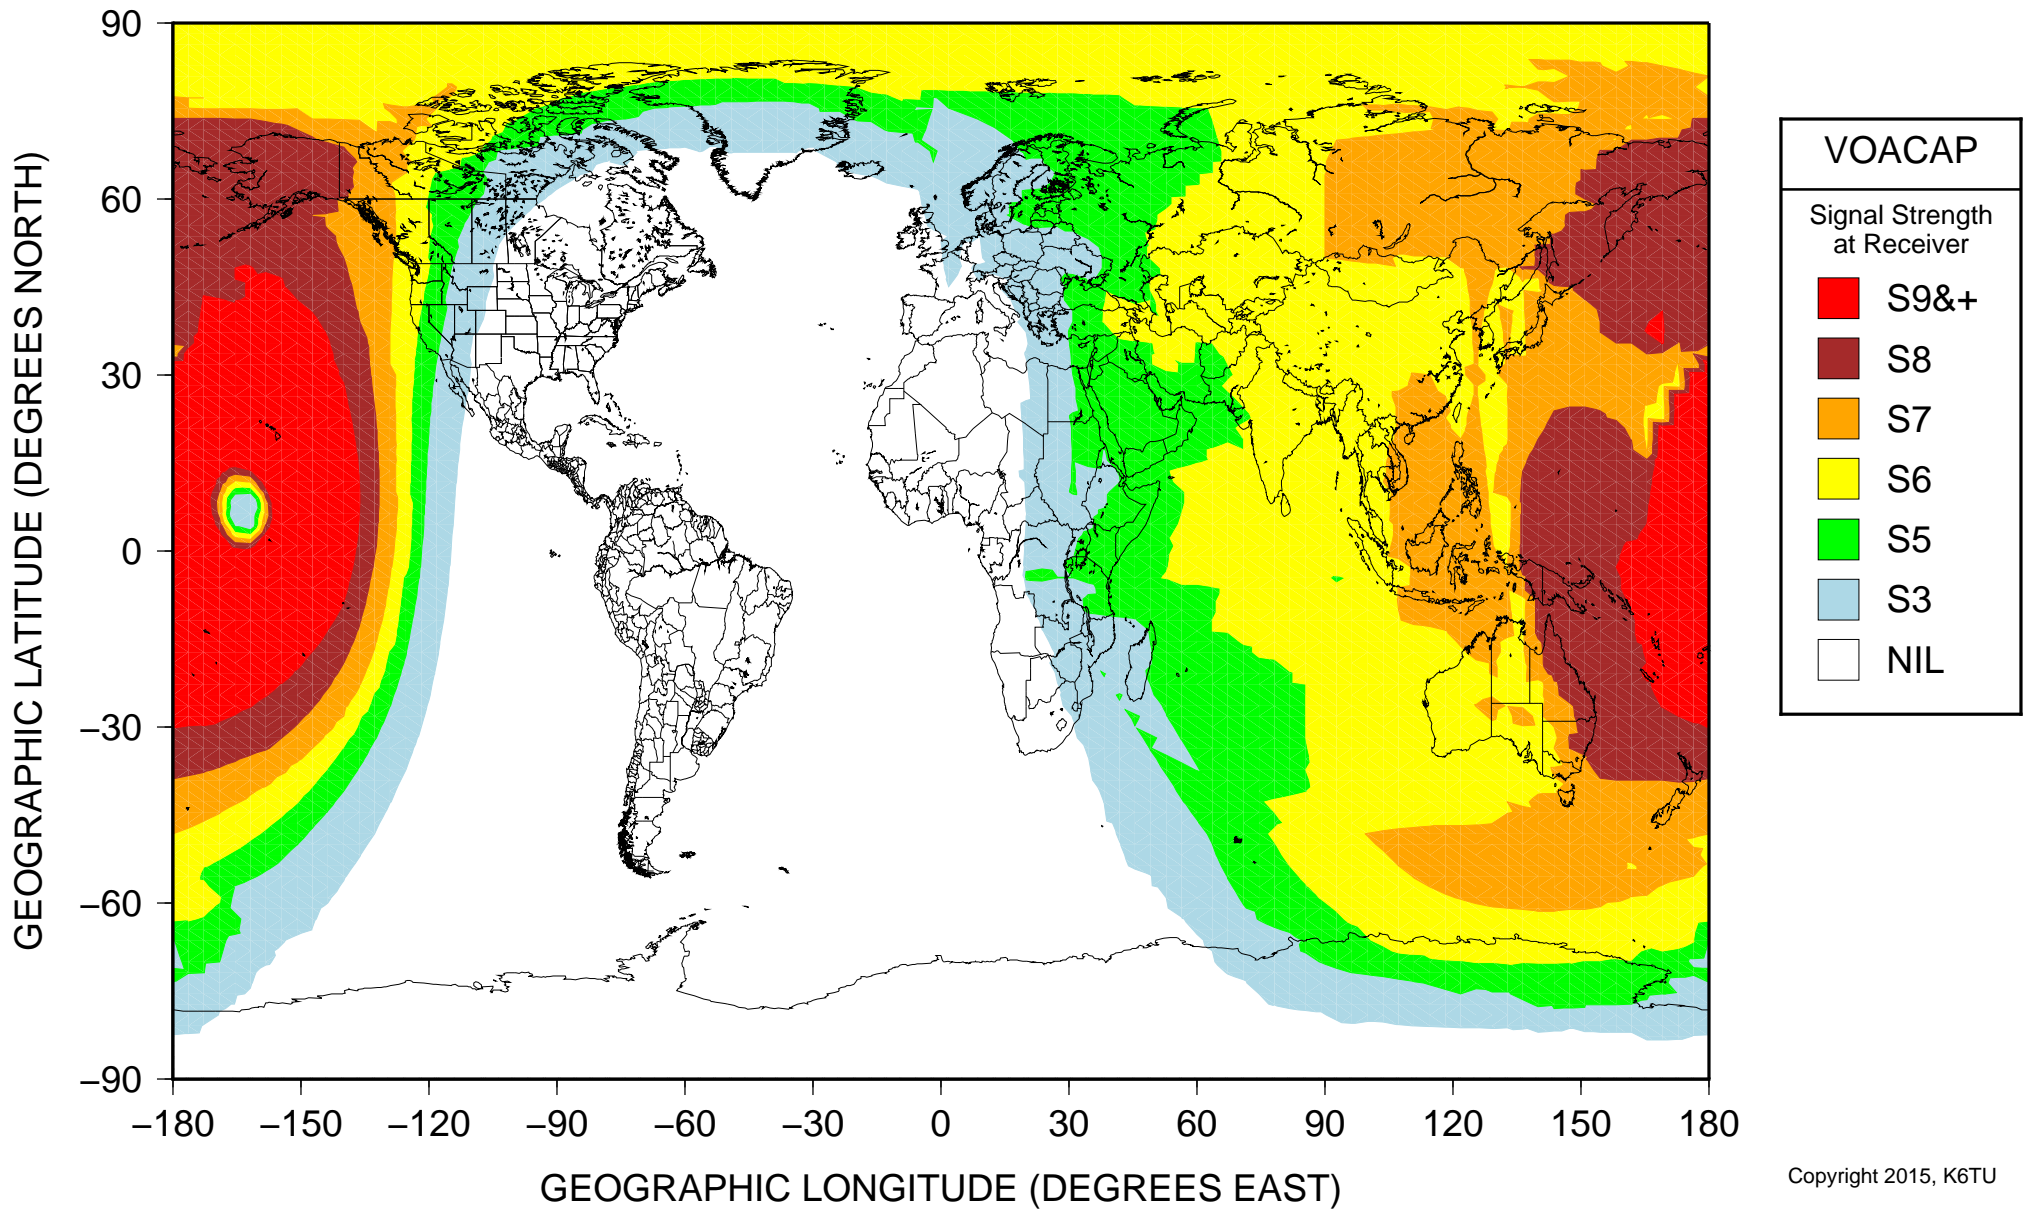 90
60
30
0
−30
−60
−90
GEOGRAPHIC LATITUDE (DEGREES NORTH)
−180 −150 −120 −90 −60 −30 0 30 60 90 120 150 180
GEOGRAPHIC LONGITUDE (DEGREES EAST)
VOACAP
Signal Strength
at Receiver
S9&+
S8
S7
S6
S5
S3
NIL
Copyright 2015, K6TU